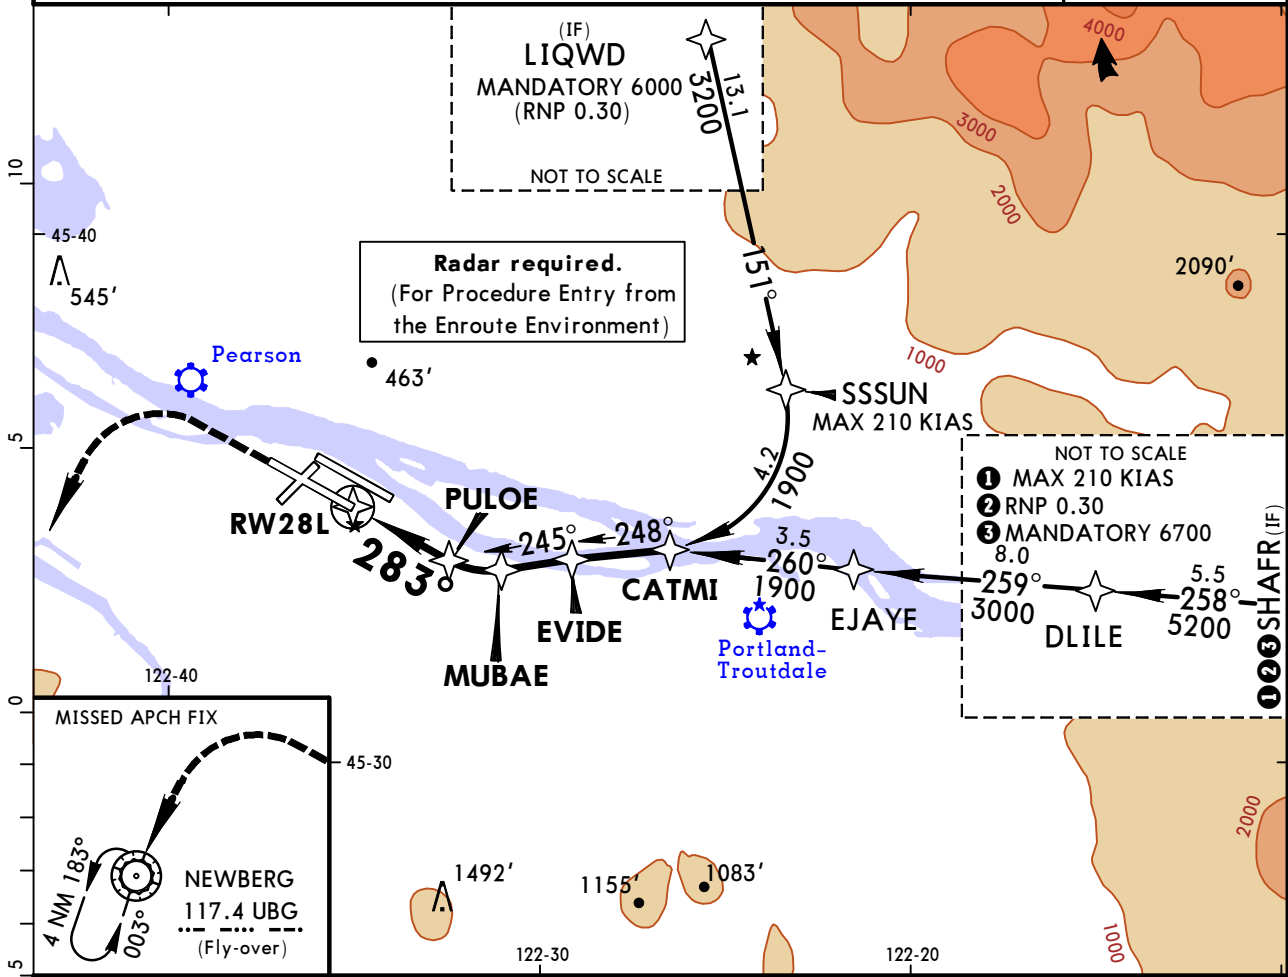 (IF)
LIQWD
MANDATORY 6000
(RNP 0.30)
NOT TO SCALE
13.1
3200
4000
3000
2000
10
45-40
545'
Radar required.
(For Procedure Entry from
the Enroute Environment)
151°
2090'
Pearson
463'
1000
SSSUN
MAX 210 KIAS
5
4.2
1900
NOT TO SCALE
1 MAX 210 KIAS
2 RNP 0.30
3 MANDATORY 6700
PULOE
RW28L
283°
245°
248°
CATMI
3.5
260°
1900
EJAYE
8.0
259°
3000
DLILE
5.5
258°
5200
1 2 3 SHAFR (IF)
EVIDE
MUBAE
Portland-
Troutdale
122-40
0
MISSED APCH FIX
45-30
4 NM 183°
003°
NEWBERG
117.4 UBG
(Fly-over)
1492'
1155'
1083'
2000
1000
122-30
122-20
5